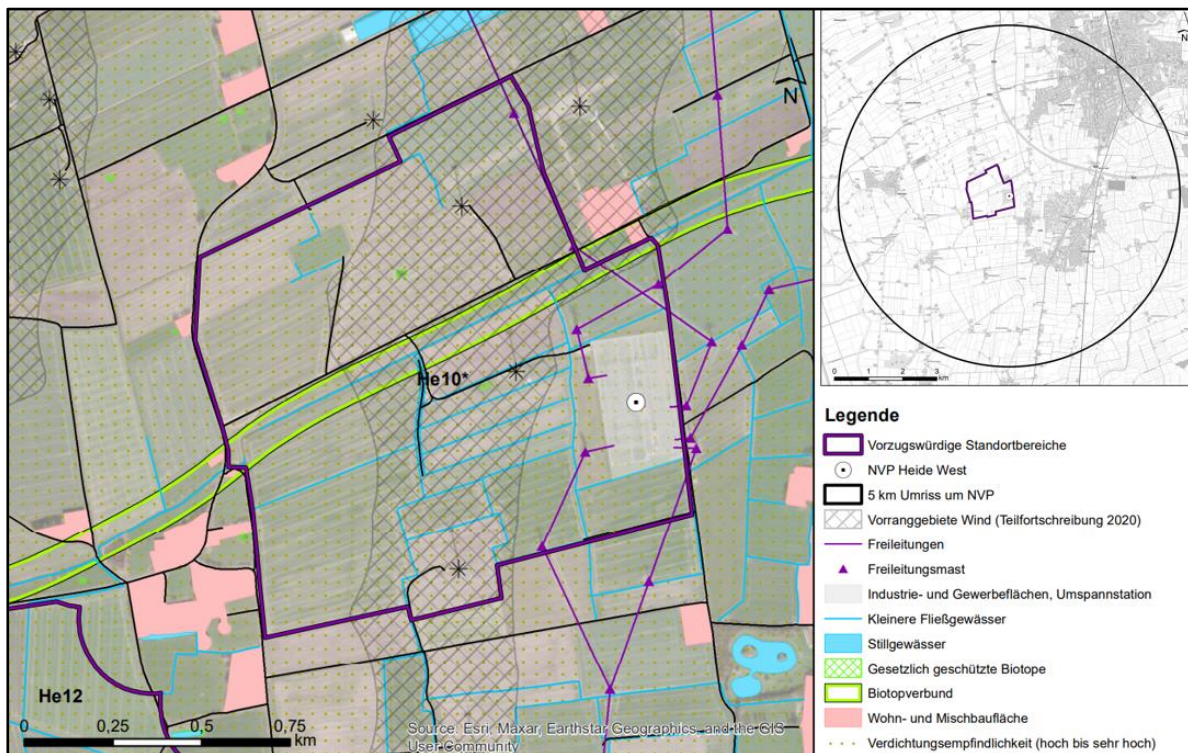 N
N
He10*
He12
0 0,25 0,5 0,75
km
Source: Esri, Maxar, Earthstar Geographics, and the GIS
User Community
0 1 2 3
km
Legende
Vorzugswürdige Standortbereiche
NVP Heide West
5 km Umriss um NVP
Vorranggebiete Wind (Teilfortschreibung 2020)
Freileitungen
Freileitungsmast
Industrie- und Gewerbeflächen, Umspannstation
Kleinere Fließgewässer
Stillgewässer
Gesetzlich geschützte Biotope
Biotopverbund
Wohn- und Mischbaufläche
Verdichtungsempfindlichkeit (hoch bis sehr hoch)